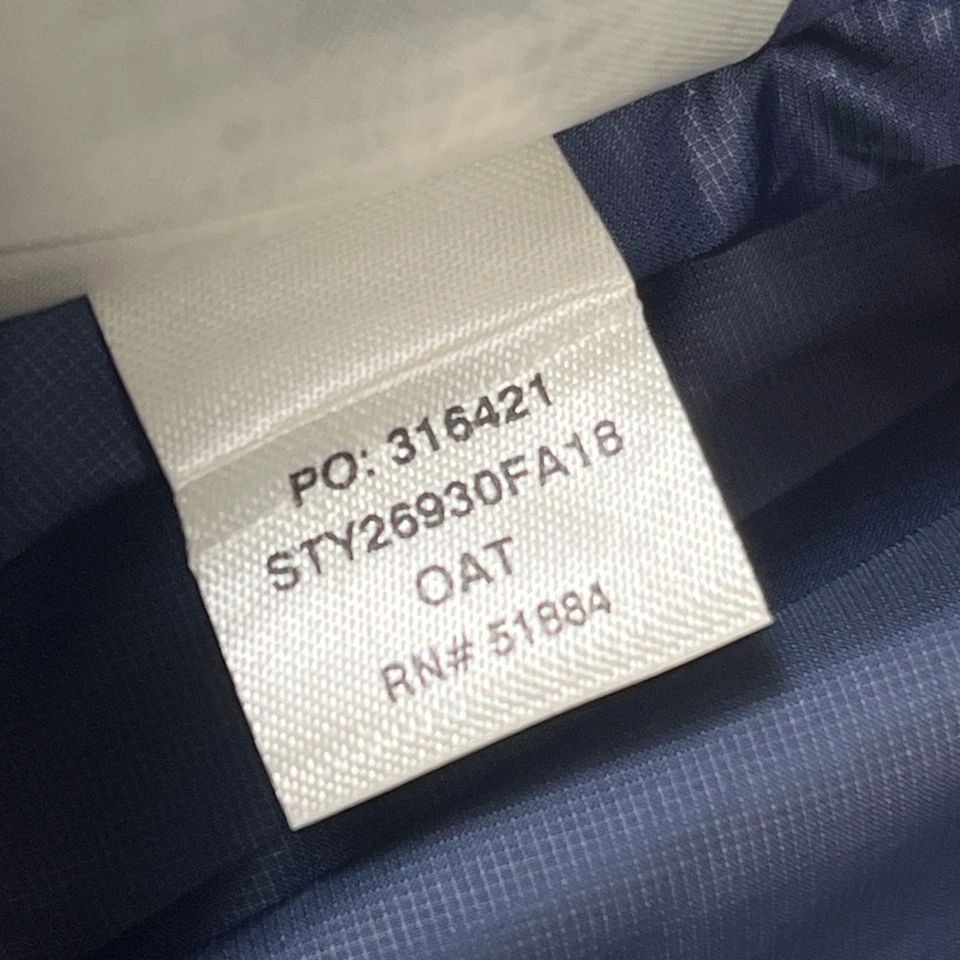 PO: 316421
STY26930FA18
OAT
RN# 51884